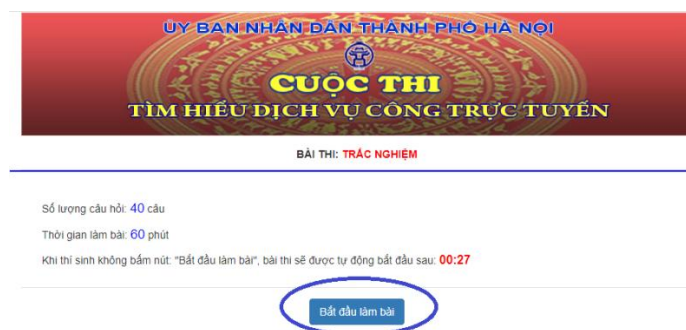 ỦY BAN NHÂN DÂN THÀNH PHỐ HÀ NỘI
CUỘC THI
TÌM HIỂU DỊCH VỤ CÔNG TRỰC TUYẾN
BÀI THI: TRẮC NGHIỆM
Số lượng câu hỏi: 40 câu
Thời gian làm bài: 60 phút
Khi thí sinh không bấm nút: "Bắt đầu làm bài", bài thi sẽ được tự động bắt đầu sau: 00:27
Bắt đầu làm bài